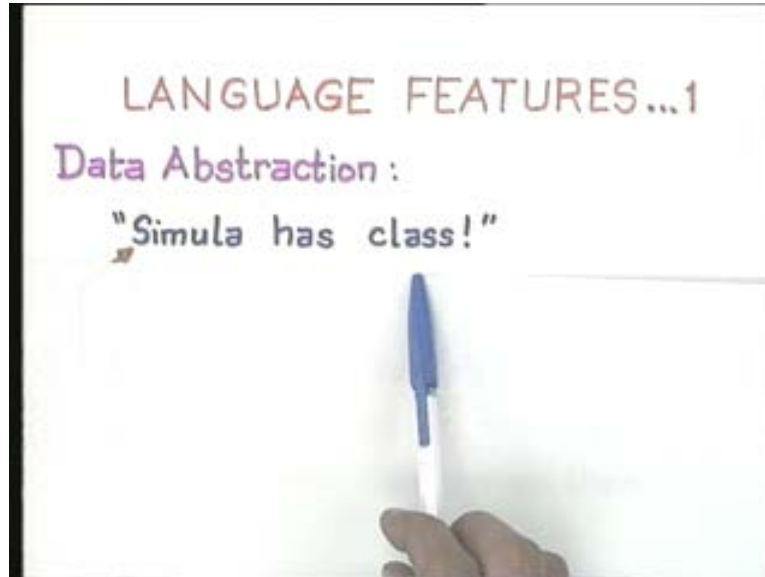 LANGUAGE FEATURES...1
Data Abstraction:
"Simula has class!"